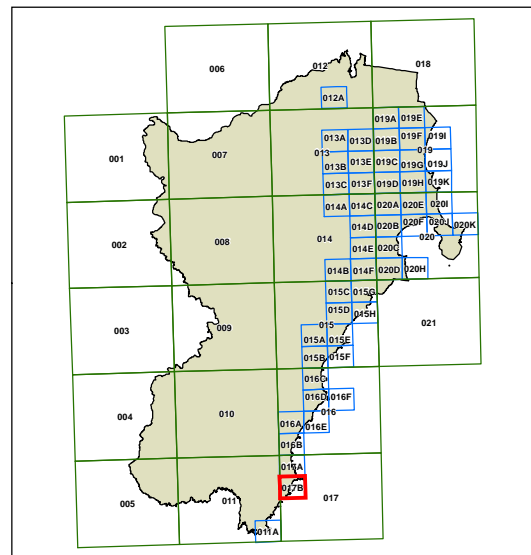 012
018
006
012A
019A 019E
013A 013D 019B 019F 019I
001 007 013 019
013B 013E 019C 019G 019J
013C 013F 019D 019H 019K
014A 014C 020A 020E 020I
014D 020B 020F 020J 020K
002 008 014 020
014E 020C
014B 014F 020D 020H
015C 015G
015D 015H
003 009 015 021
015A 015E
015B 015F
016C
016D 016F
004 010 016
016A 016E
016B
017A
017B
005 011 017
011A